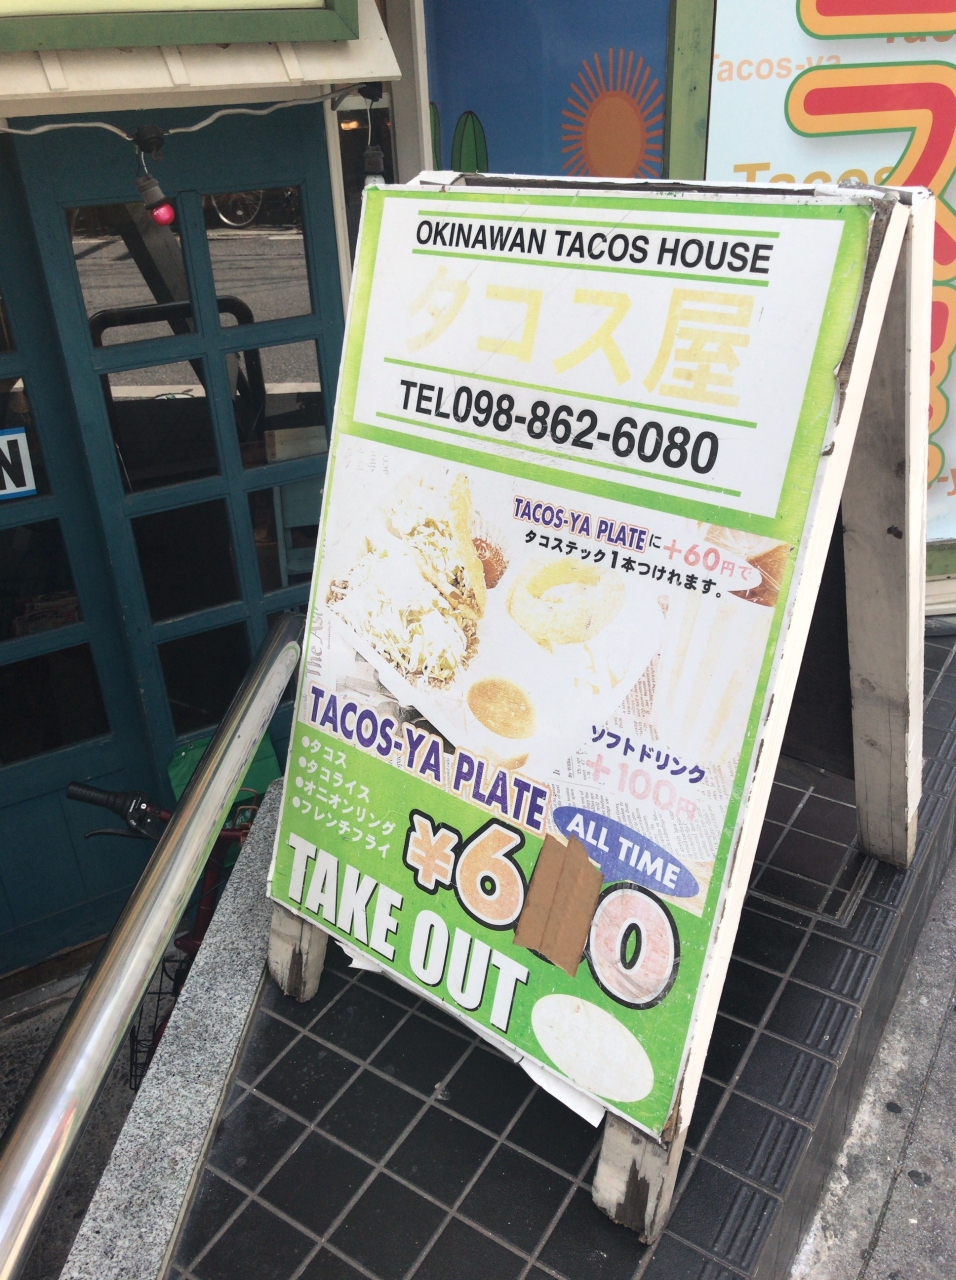 Tacos-ya
Tacos
ス
OKINAWAN TACOS HOUSE
タコス屋
TEL098-862-6080
TACOS-YA PLATEに+60円で
タコステック1本つけれます。
TACOS-YA PLATE
ソフトドリンク
+100円
●タコス
●タコライス
●オニオンリング
●フレンチフライ
ALL TIME
¥6 0
TAKE OUT
N